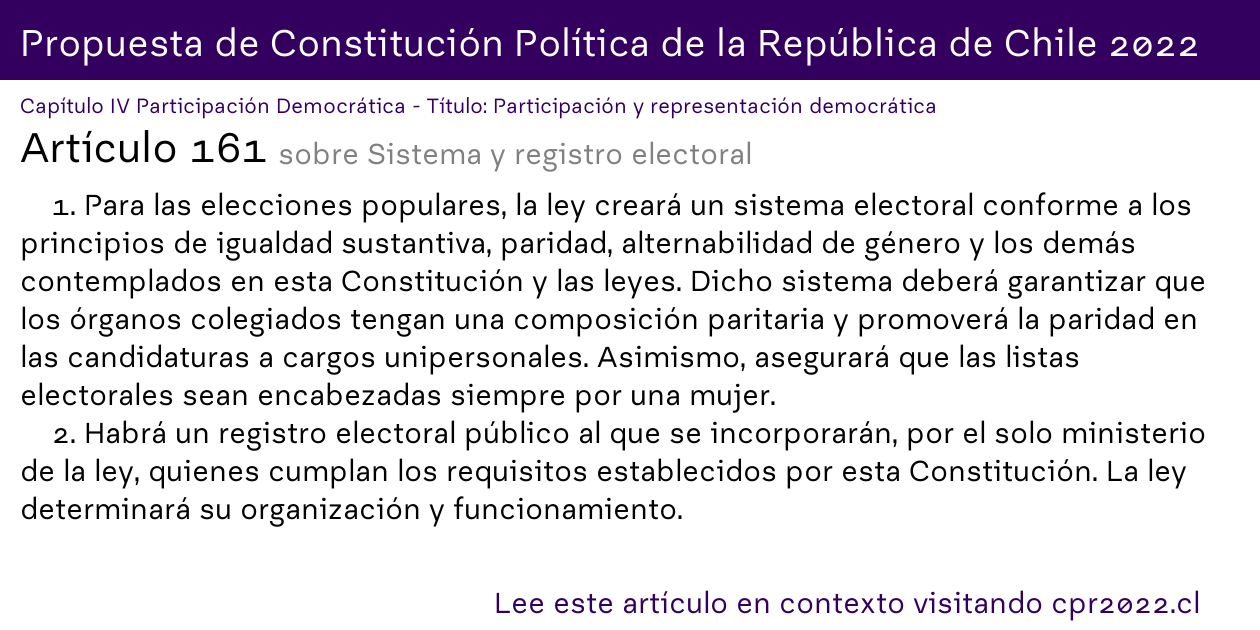 Propuesta de Constitución Política de la República de Chile 2022
Capítulo IV Participación Democrática - Título: Participación y representación democrática
Artículo 161 sobre Sistema y registro electoral
1. Para las elecciones populares, la ley creará un sistema electoral conforme a los
principios de igualdad sustantiva, paridad, alternabilidad de género y los demás
contemplados en esta Constitución y las leyes. Dicho sistema deberá garantizar que
los órganos colegiados tengan una composición paritaria y promoverá la paridad en
las candidaturas a cargos unipersonales. Asimismo, asegurará que las listas
electorales sean encabezadas siempre por una mujer.
2. Habrá un registro electoral público al que se incorporarán, por el solo ministerio
de la ley, quienes cumplan los requisitos establecidos por esta Constitución. La ley
determinará su organización y funcionamiento.
Lee este artículo en contexto visitando cpr2022.cl